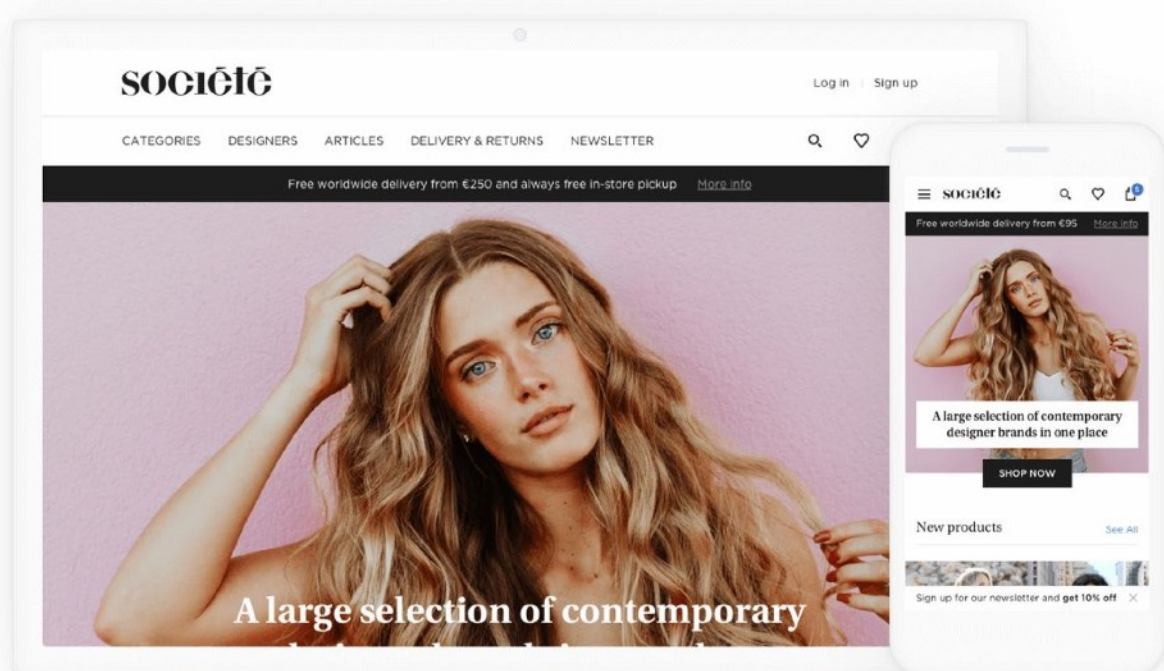 société
Log in Sign up
CATEGORIES DESIGNERS ARTICLES DELIVERY & RETURNS NEWSLETTER
Free worldwide delivery from €250 and always free in-store pickup More info
A large selection of contemporary
société
5
Free worldwide delivery from €95 More info
A large selection of contemporary
designer brands in one place
SHOP NOW
New products See All
Sign up for our newsletter and get 10% off